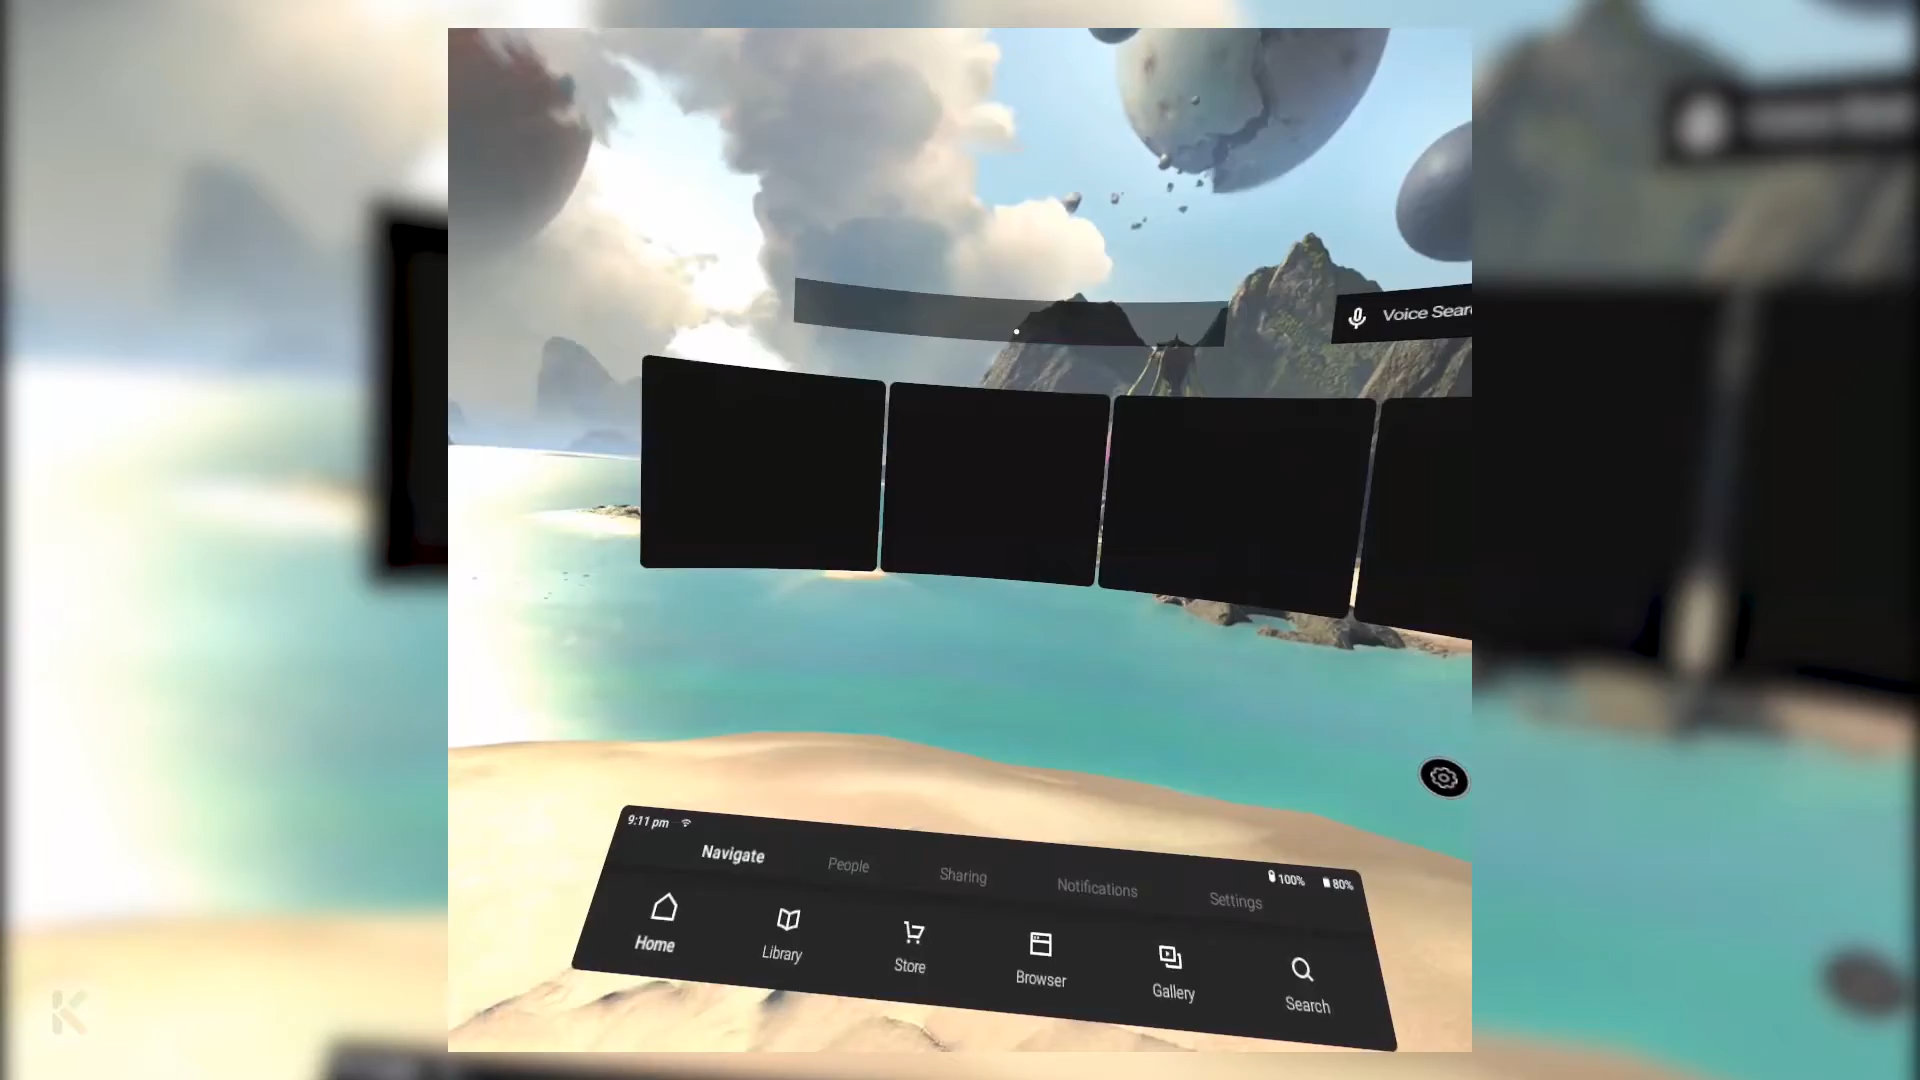 Voice Sear
9:11 pm
Navigate
People
Sharing
Notifications
Settings
100%
80%
Home
Library
Store
Browser
Gallery
Search
K